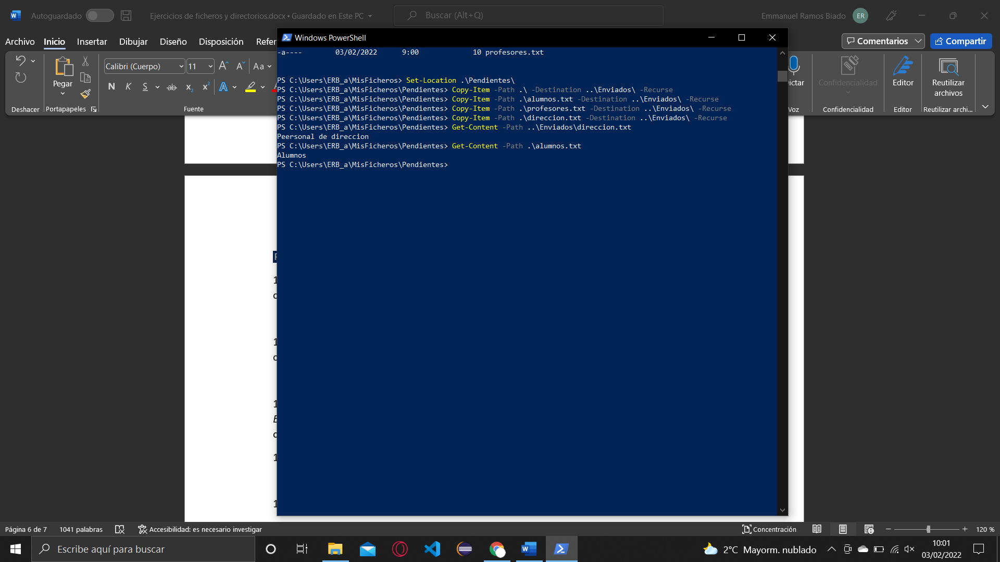 Autoguardado
Ejercicios de ficheros y directorios.docx • Guardado en Este PC
Buscar (Alt+Q)
Emmanuel Ramos Biado
ER
Archivo Inicio Insertar Dibujar Diseño Disposición Refer
Comentarios
Compartir
Windows PowerShell
Pegar
Calibri (Cuerpo)
11
Aa
N K S ab x₂ x² A
Deshacer
Portapapeles
Fuente
ictar
Voz
Confidencialidad
Confidencialidad
Editor
Editor
Reutilizar archivos
Reutilizar archi...
-a---- 03/02/2022 9:00 10 profesores.txt
PS C:\Users\ERB_a\MisFicheros> Set-Location .\Pendientes\
PS C:\Users\ERB_a\MisFicheros\Pendientes> Copy-Item -Path .\ -Destination ..\Enviados\ -Recurse
PS C:\Users\ERB_a\MisFicheros\Pendientes> Copy-Item -Path .\alumnos.txt -Destination ..\Enviados\ -Recurse
PS C:\Users\ERB_a\MisFicheros\Pendientes> Copy-Item -Path .\profesores.txt -Destination ..\Enviados\ -Recurse
PS C:\Users\ERB_a\MisFicheros\Pendientes> Copy-Item -Path .\direccion.txt -Destination ..\Enviados\ -Recurse
PS C:\Users\ERB_a\MisFicheros\Pendientes> Get-Content -Path ..\Enviados\direccion.txt
Peersonal de direccion
PS C:\Users\ERB_a\MisFicheros\Pendientes> Get-Content -Path .\alumnos.txt
Alumnos
PS C:\Users\ERB_a\MisFicheros\Pendientes>
Página 6 de 7
1041 palabras
Accesibilidad: es necesario investigar
Concentración
120 %
Escribe aquí para buscar
2°C Mayorm. nublado
10:01
03/02/2022